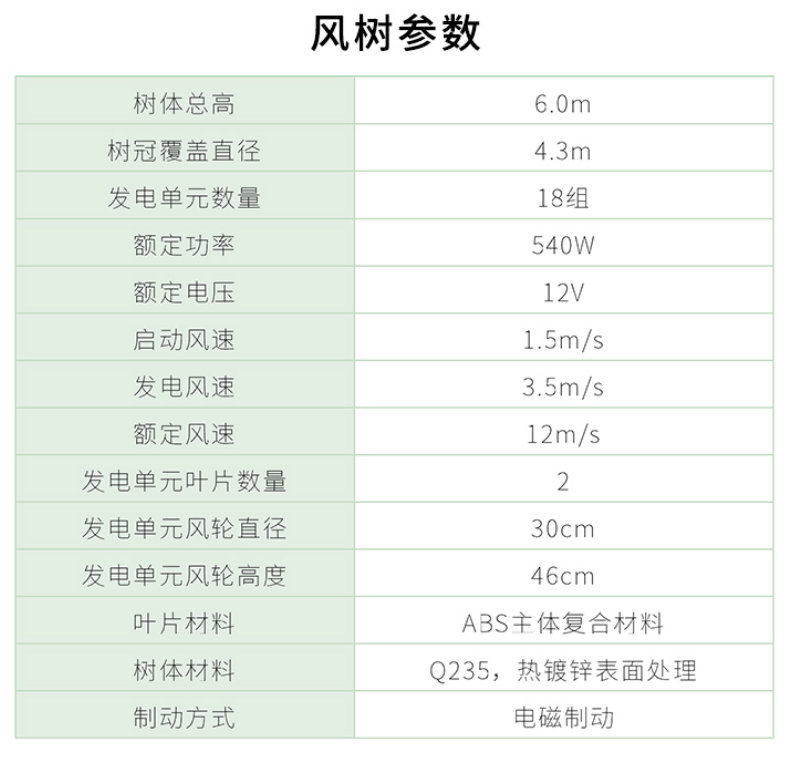 风树参数
树体总高 6.0m
树冠覆盖直径 4.3m
发电单元数量 18组
额定功率 540W
额定电压 12V
启动风速 1.5m/s
发电风速 3.5m/s
额定风速 12m/s
发电单元叶片数量 2
发电单元风轮直径 30cm
发电单元风轮高度 46cm
叶片材料 ABS主体复合材料
树体材料 Q235，热镀锌表面处理
制动方式 电磁制动